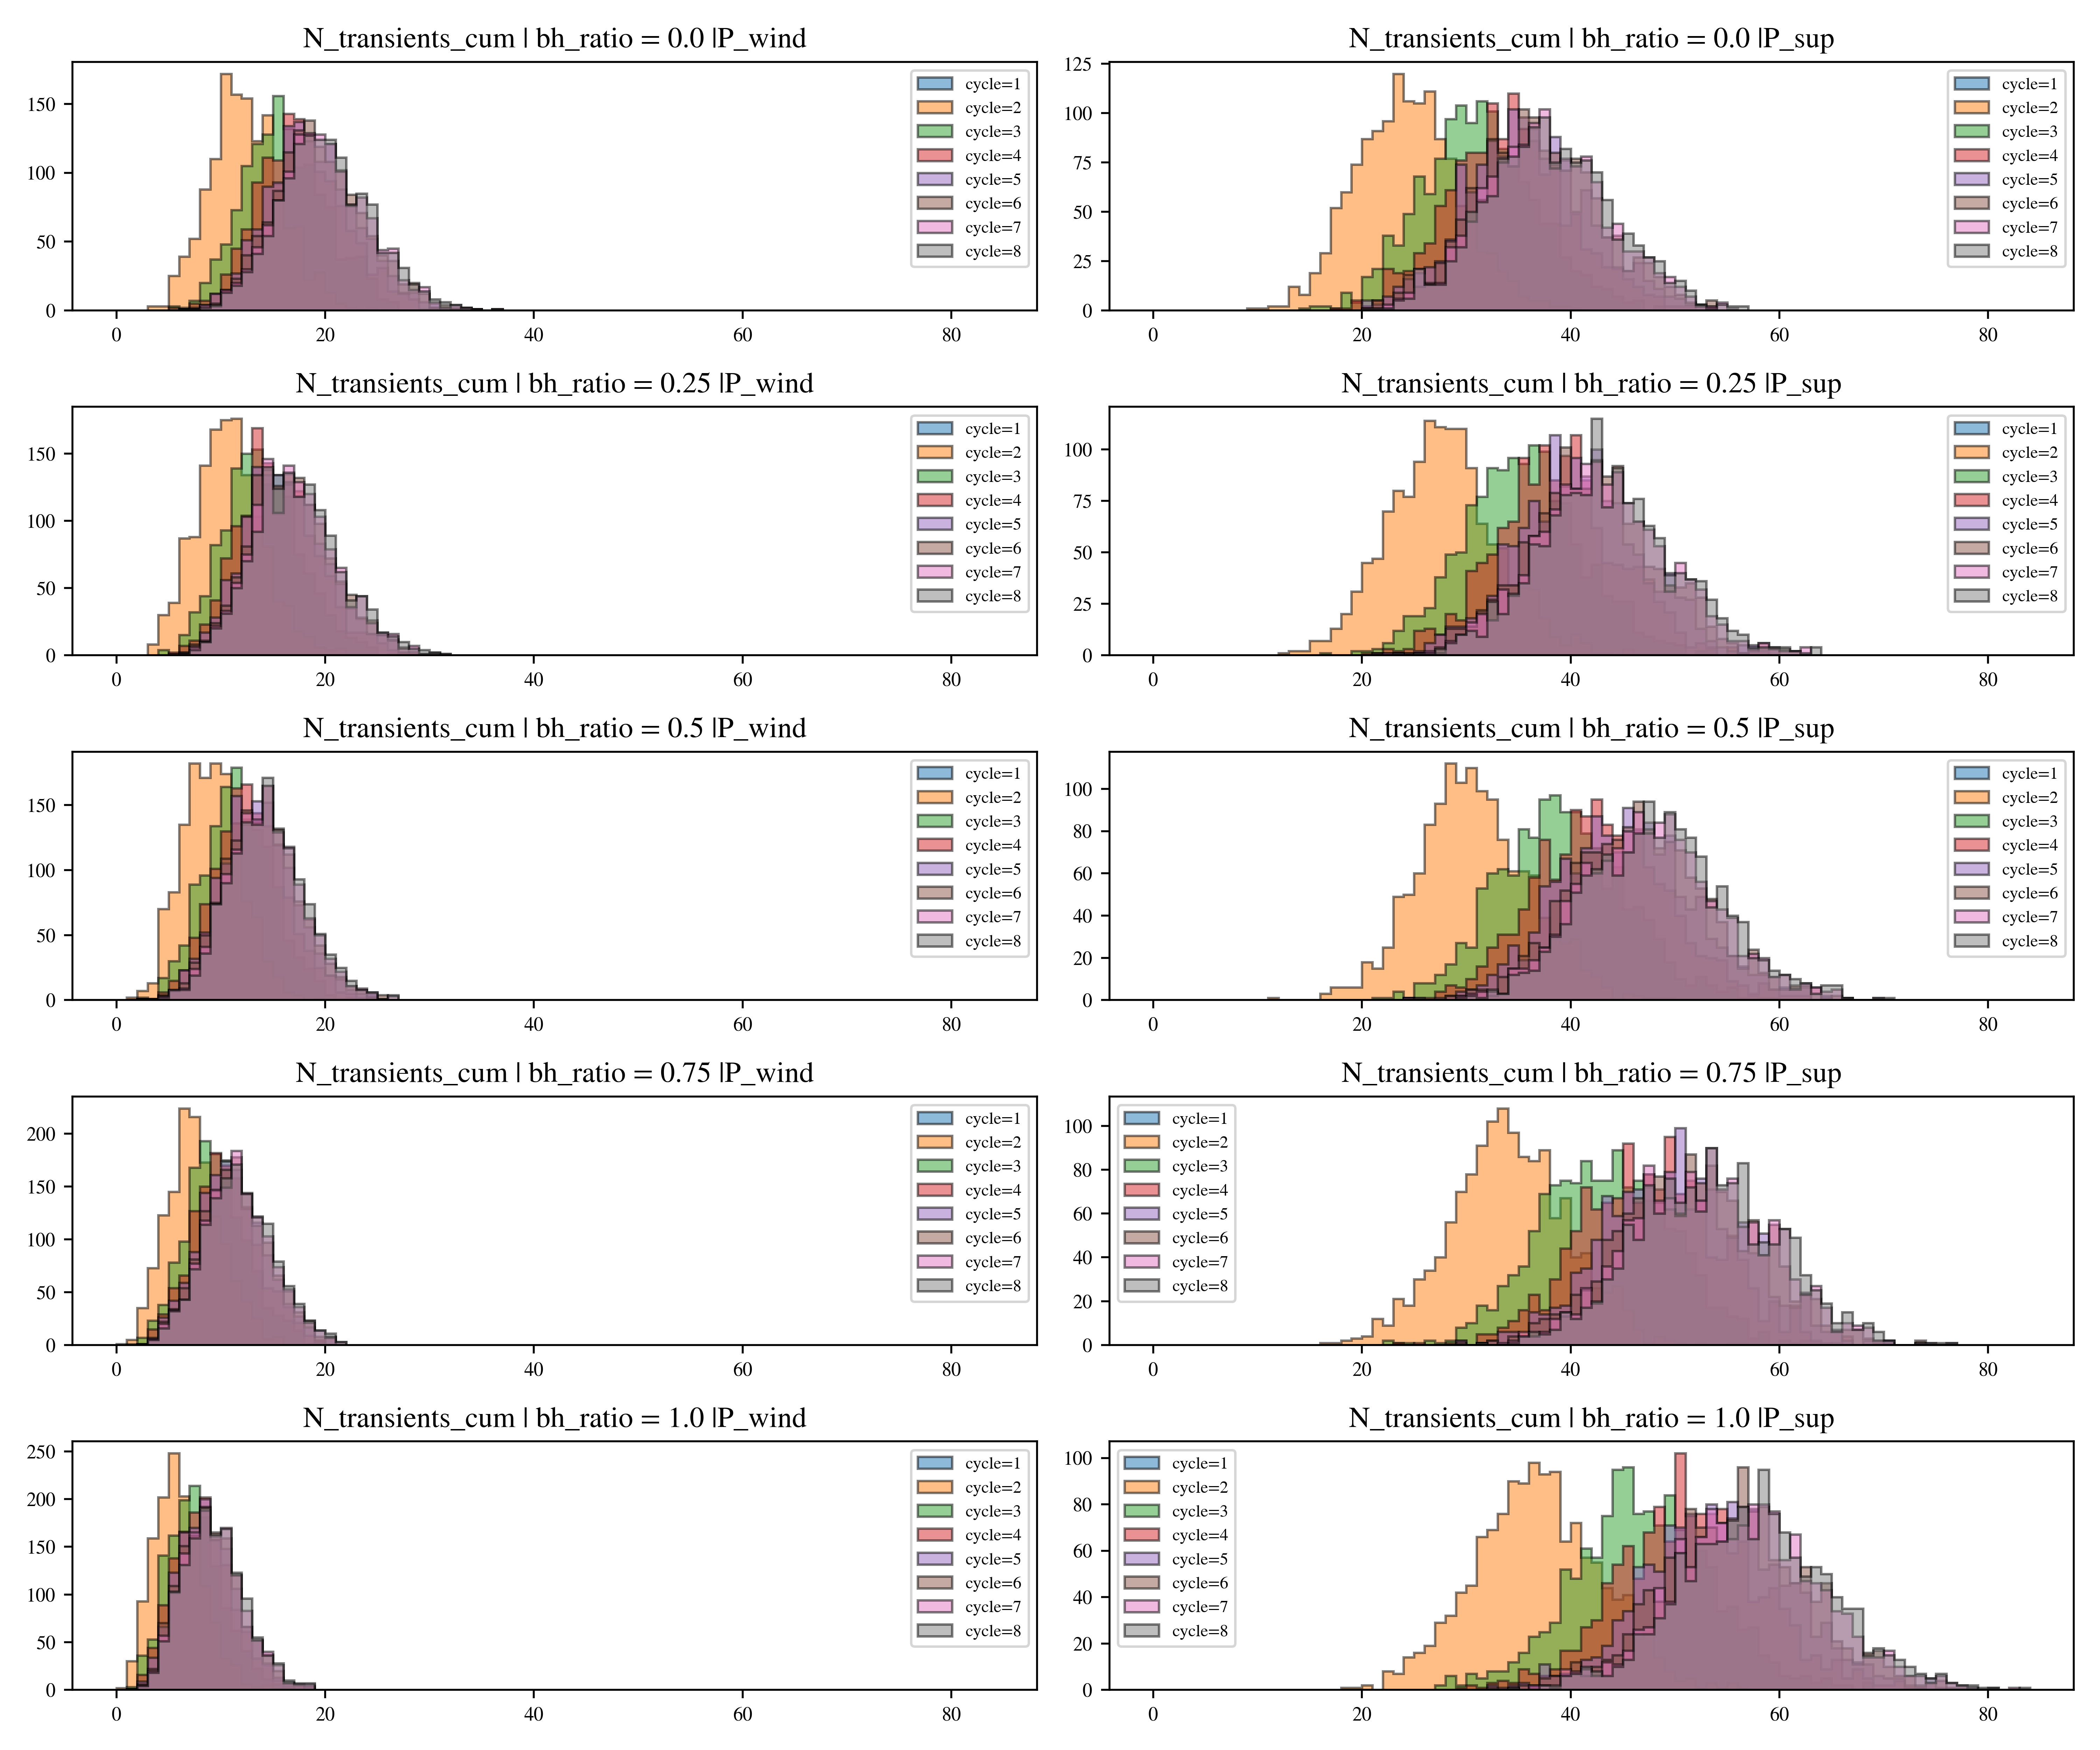 N_transients_cum | bh_ratio = 0.0 |P_wind
150
100
50
0
0 20 40 60 80
cycle=1
cycle=2
cycle=3
cycle=4
cycle=5
cycle=6
cycle=7
cycle=8
N_transients_cum | bh_ratio = 0.0 |P_sup
125
100
75
50
25
0
0 20 40 60 80
cycle=1
cycle=2
cycle=3
cycle=4
cycle=5
cycle=6
cycle=7
cycle=8
N_transients_cum | bh_ratio = 0.25 |P_wind
150
100
50
0
0 20 40 60 80
cycle=1
cycle=2
cycle=3
cycle=4
cycle=5
cycle=6
cycle=7
cycle=8
N_transients_cum | bh_ratio = 0.25 |P_sup
100
75
50
25
0
0 20 40 60 80
cycle=1
cycle=2
cycle=3
cycle=4
cycle=5
cycle=6
cycle=7
cycle=8
N_transients_cum | bh_ratio = 0.5 |P_wind
150
100
50
0
0 20 40 60 80
cycle=1
cycle=2
cycle=3
cycle=4
cycle=5
cycle=6
cycle=7
cycle=8
N_transients_cum | bh_ratio = 0.5 |P_sup
100
80
60
40
20
0
0 20 40 60 80
cycle=1
cycle=2
cycle=3
cycle=4
cycle=5
cycle=6
cycle=7
cycle=8
N_transients_cum | bh_ratio = 0.75 |P_wind
200
150
100
50
0
0 20 40 60 80
cycle=1
cycle=2
cycle=3
cycle=4
cycle=5
cycle=6
cycle=7
cycle=8
N_transients_cum | bh_ratio = 0.75 |P_sup
100
80
60
40
20
0
0 20 40 60 80
cycle=1
cycle=2
cycle=3
cycle=4
cycle=5
cycle=6
cycle=7
cycle=8
N_transients_cum | bh_ratio = 1.0 |P_wind
250
200
150
100
50
0
0 20 40 60 80
cycle=1
cycle=2
cycle=3
cycle=4
cycle=5
cycle=6
cycle=7
cycle=8
N_transients_cum | bh_ratio = 1.0 |P_sup
100
80
60
40
20
0
0 20 40 60 80
cycle=1
cycle=2
cycle=3
cycle=4
cycle=5
cycle=6
cycle=7
cycle=8